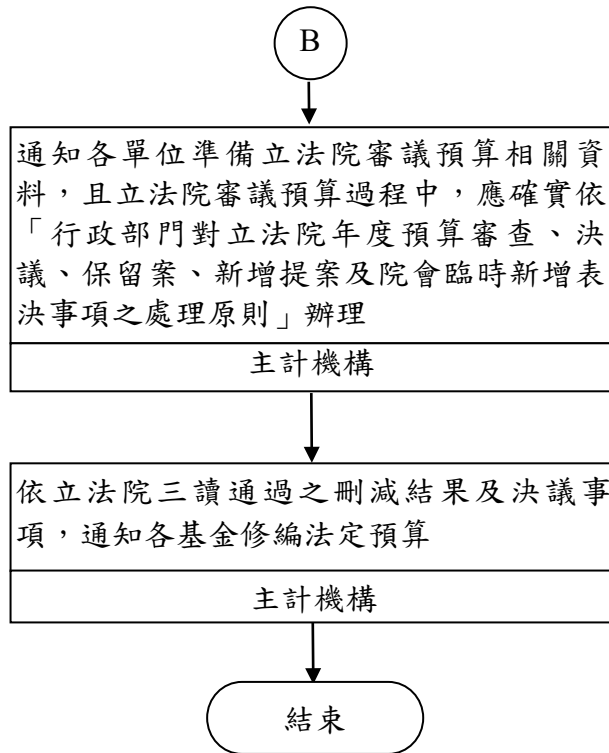 B
通知各單位準備立法院審議預算相關資
料，且立法院審議預算過程中，應確實依
「行政部門對立法院年度預算審查、決
議、保留案、新增提案及院會臨時新增表
決事項之處理原則」辦理
主計機構
依立法院三讀通過之刪減結果及決議事
項，通知各基金修編法定預算
主計機構
結束